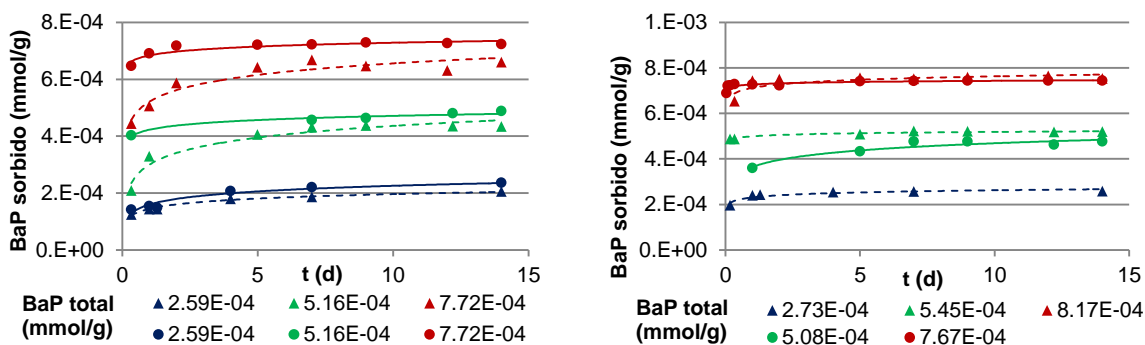 BaP sorbido (mmol/g)
8.E-04
6.E-04
4.E-04
2.E-04
0.E+00
0
5
10
15
t (d)
BaP total
(mmol/g)
2.59E-04
5.16E-04
7.72E-04
2.59E-04
5.16E-04
7.72E-04
BaP sorbido (mmol/g)
1.E-03
8.E-04
6.E-04
4.E-04
2.E-04
0.E+00
0
5
10
15
t (d)
BaP total
(mmol/g)
2.73E-04
5.45E-04
8.17E-04
5.08E-04
7.67E-04